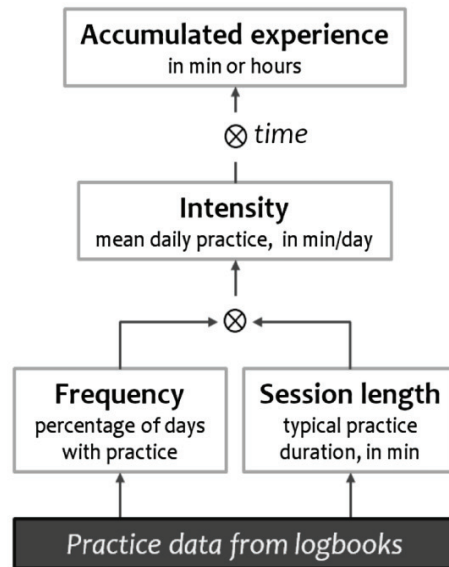 Accumulated experience
in min or hours
⊗ time
Intensity
mean daily practice, in min/day
⊗
Frequency
percentage of days
with practice
Session length
typical practice
duration, in min
Practice data from logbooks